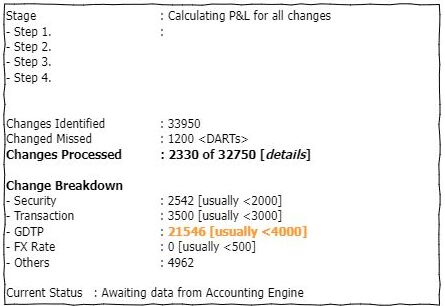 Stage : Calculating P&L for all changes
- Step 1. :
- Step 2.
- Step 3.
- Step 4.
Changes Identified : 33950
Changed Missed : 1200 <DARTs>
Changes Processed : 2330 of 32750 [details]
Change Breakdown
- Security : 2542 [usually <2000]
- Transaction : 3500 [usually <3000]
- GDTP : 21546 [usually <4000]
- FX Rate : 0 [usually <500]
- Others : 4962
Current Status : Awaiting data from Accounting Engine